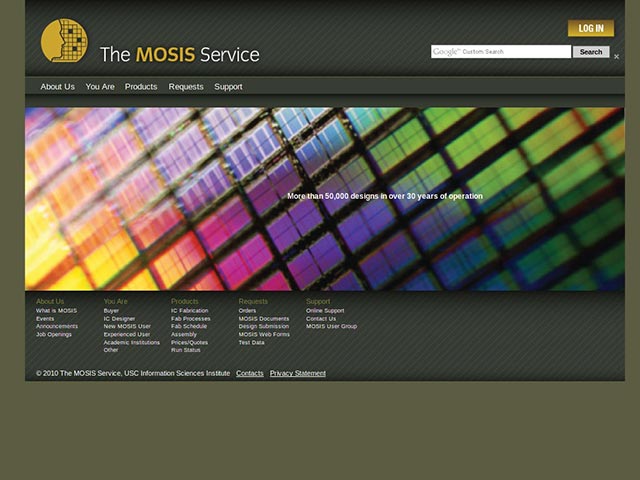 The MOSIS Service
LOG IN
Google™ Custom Search
Search
×
About Us You Are Products Requests Support
More than 50,000 designs in over 30 years of operation
About Us
What is MOSIS
Events
Announcements
Job Openings
You Are
Buyer
IC Designer
New MOSIS User
Experienced User
Academic Institutions
Other
Products
IC Fabrication
Fab Processes
Fab Schedule
Assembly
Prices/Quotes
Run Status
Requests
Orders
MOSIS Documents
Design Submission
MOSIS Web Forms
Test Data
Support
Online Support
Contact Us
MOSIS User Group
© 2010 The MOSIS Service, USC Information Sciences Institute Contacts Privacy Statement